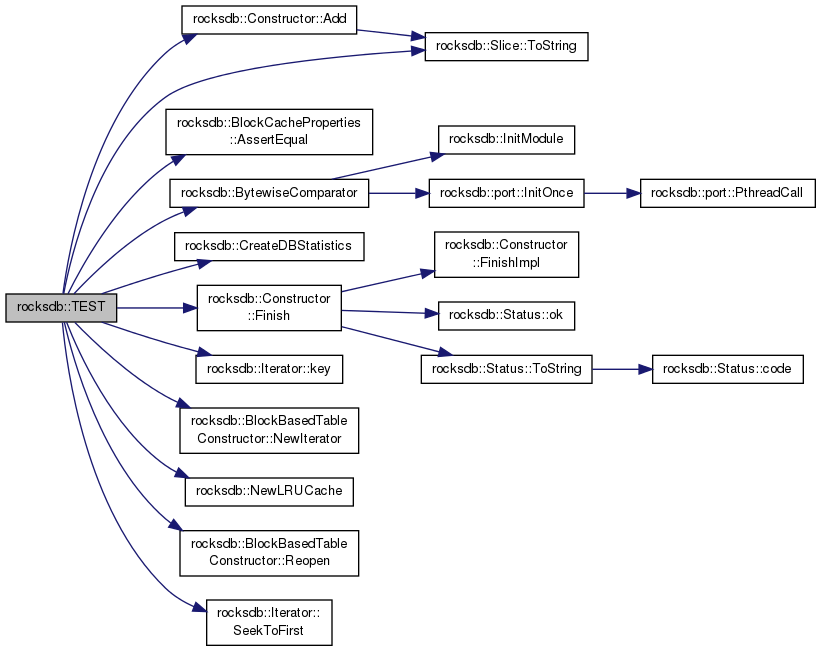 rocksdb::Constructor::Add
rocksdb::Slice::ToString
rocksdb::BlockCacheProperties
::AssertEqual
rocksdb::InitModule
rocksdb::BytewiseComparator
rocksdb::port::InitOnce
rocksdb::port::PthreadCall
rocksdb::CreateDBStatistics
rocksdb::Constructor
::FinishImpl
rocksdb::TEST
rocksdb::Constructor
::Finish
rocksdb::Status::ok
rocksdb::Iterator::key
rocksdb::Status::ToString
rocksdb::Status::code
rocksdb::BlockBasedTable
Constructor::NewIterator
rocksdb::NewLRUCache
rocksdb::BlockBasedTable
Constructor::Reopen
rocksdb::Iterator::
SeekToFirst